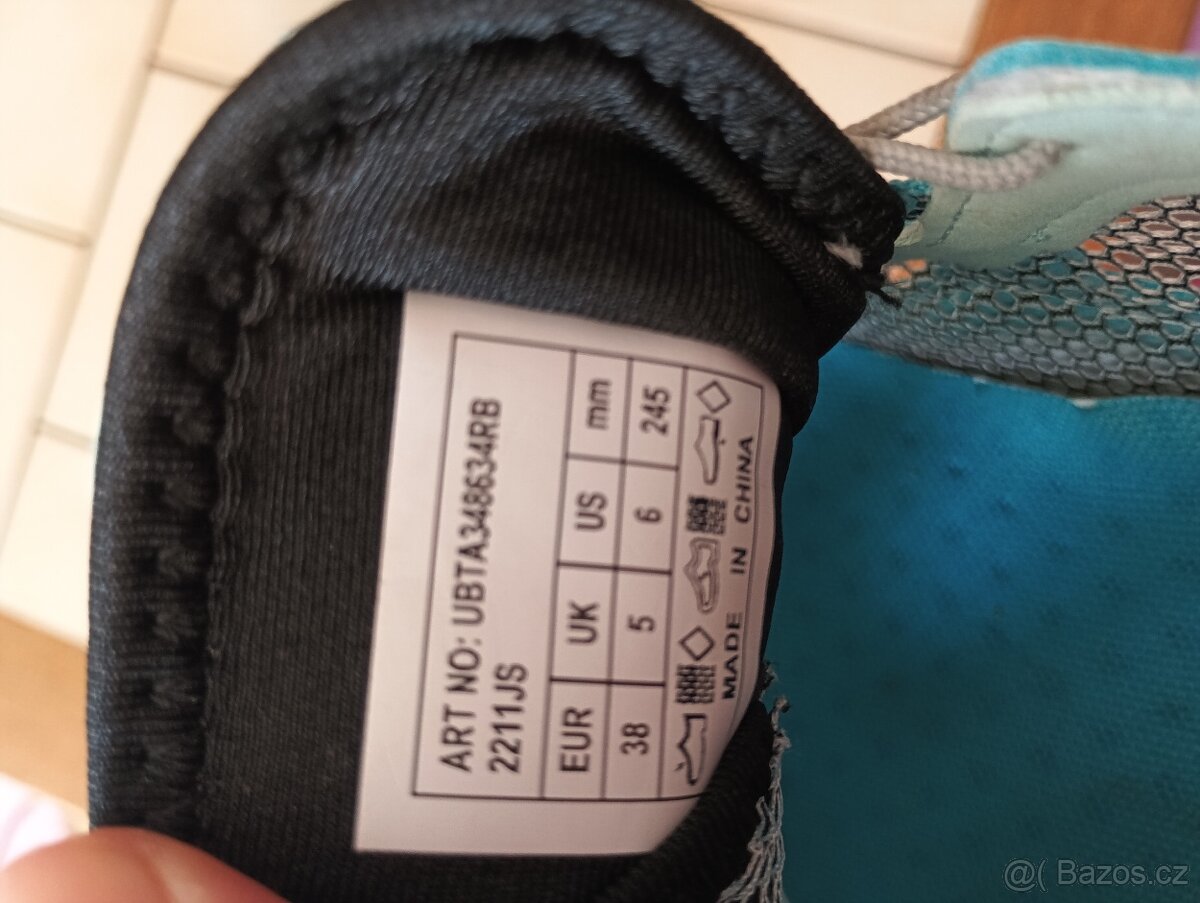 ART NO: UBTA348634RB
2211JS
EUR UK US mm
38 5 6 245
MADE IN CHINA
@( Bazos.cz